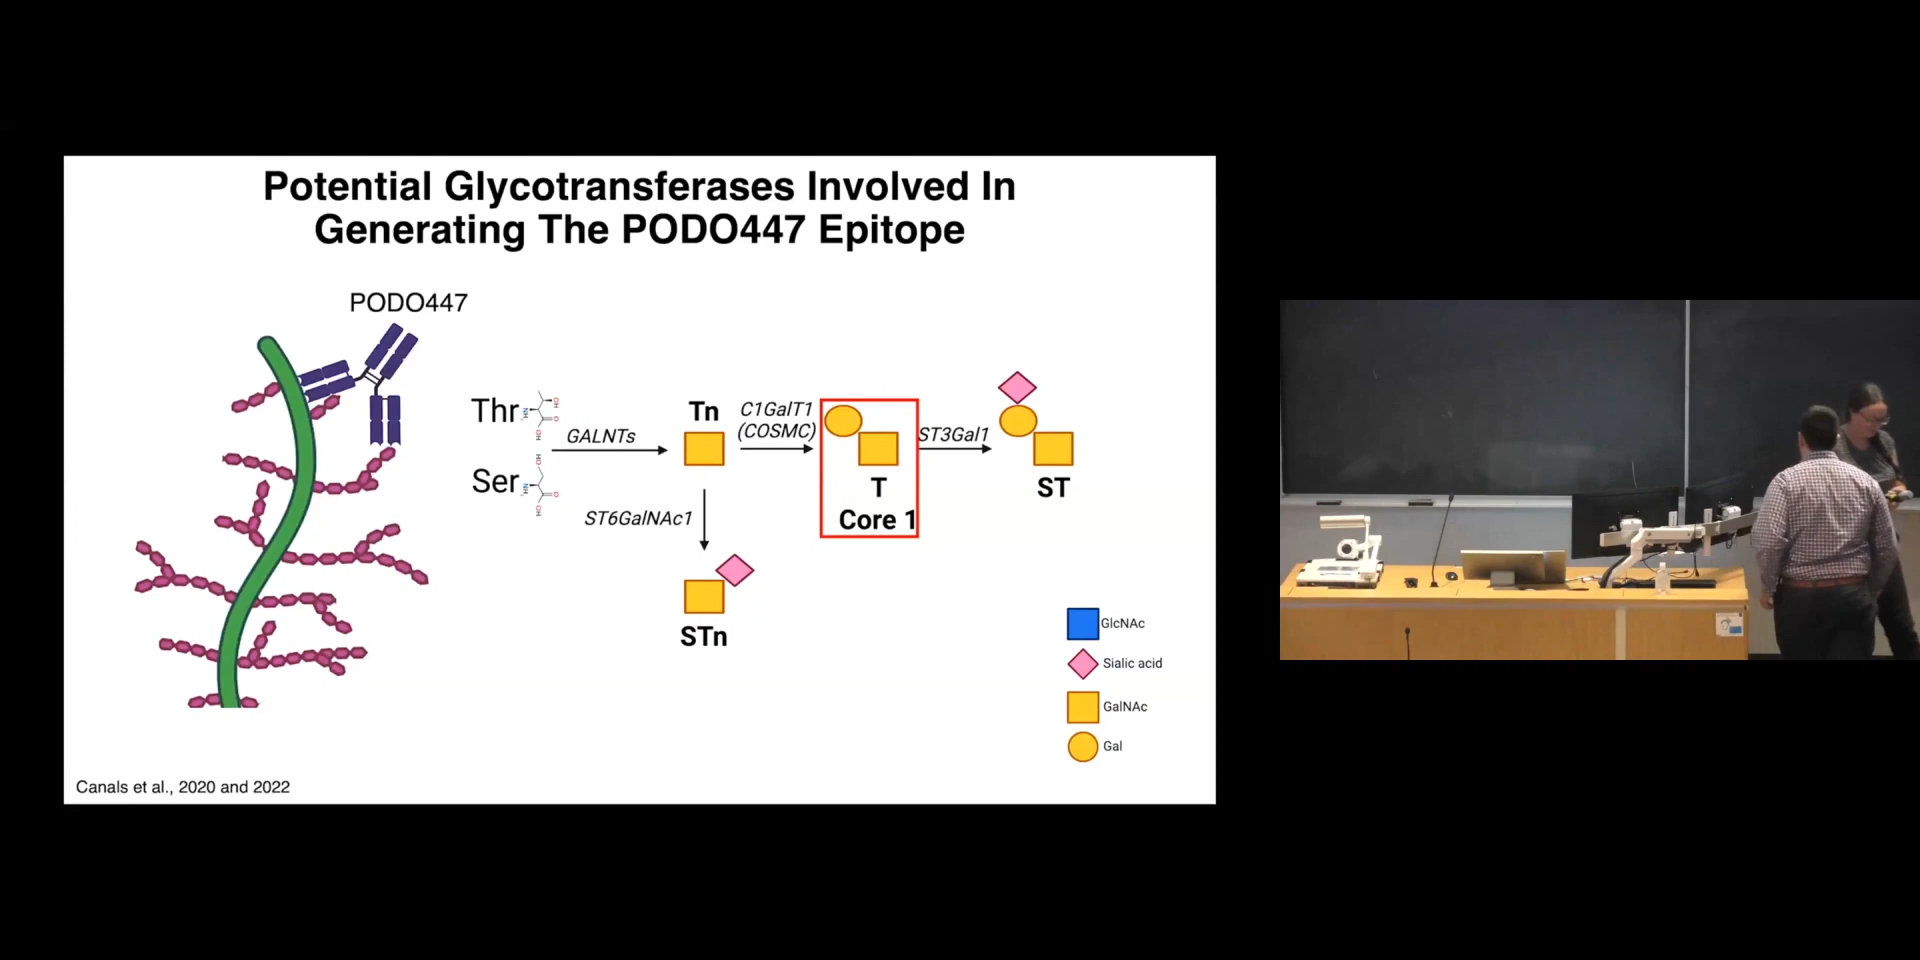 Potential Glycotransferases Involved In
Generating The PODO447 Epitope
PODO447
Thr
Ser
GALNTs
Tn
C1GalT1
(COSMC)
ST3Gal1
T
Core 1
ST
ST6GalNAc1
STn
GlcNAc
Sialic acid
GalNAc
Gal
Canals et al., 2020 and 2022